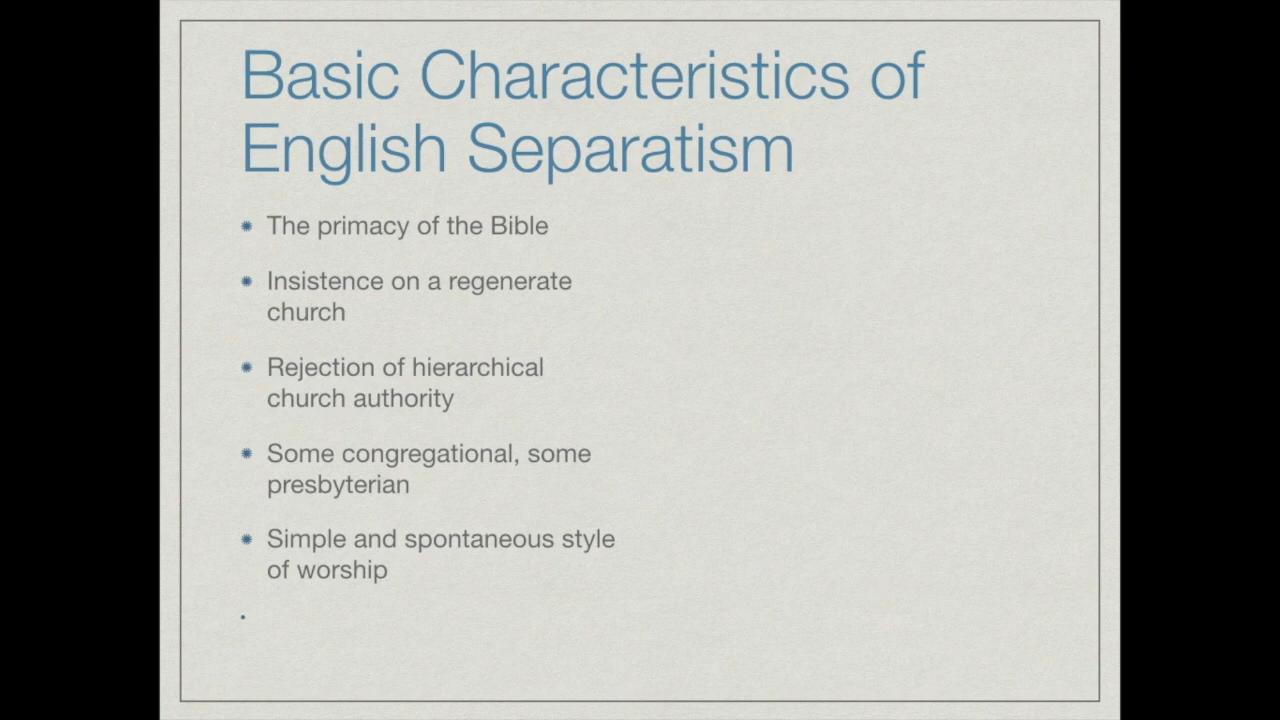 Basic Characteristics of
English Separatism
The primacy of the Bible
Insistence on a regenerate
church
Rejection of hierarchical
church authority
Some congregational, some
presbyterian
Simple and spontaneous style
of worship